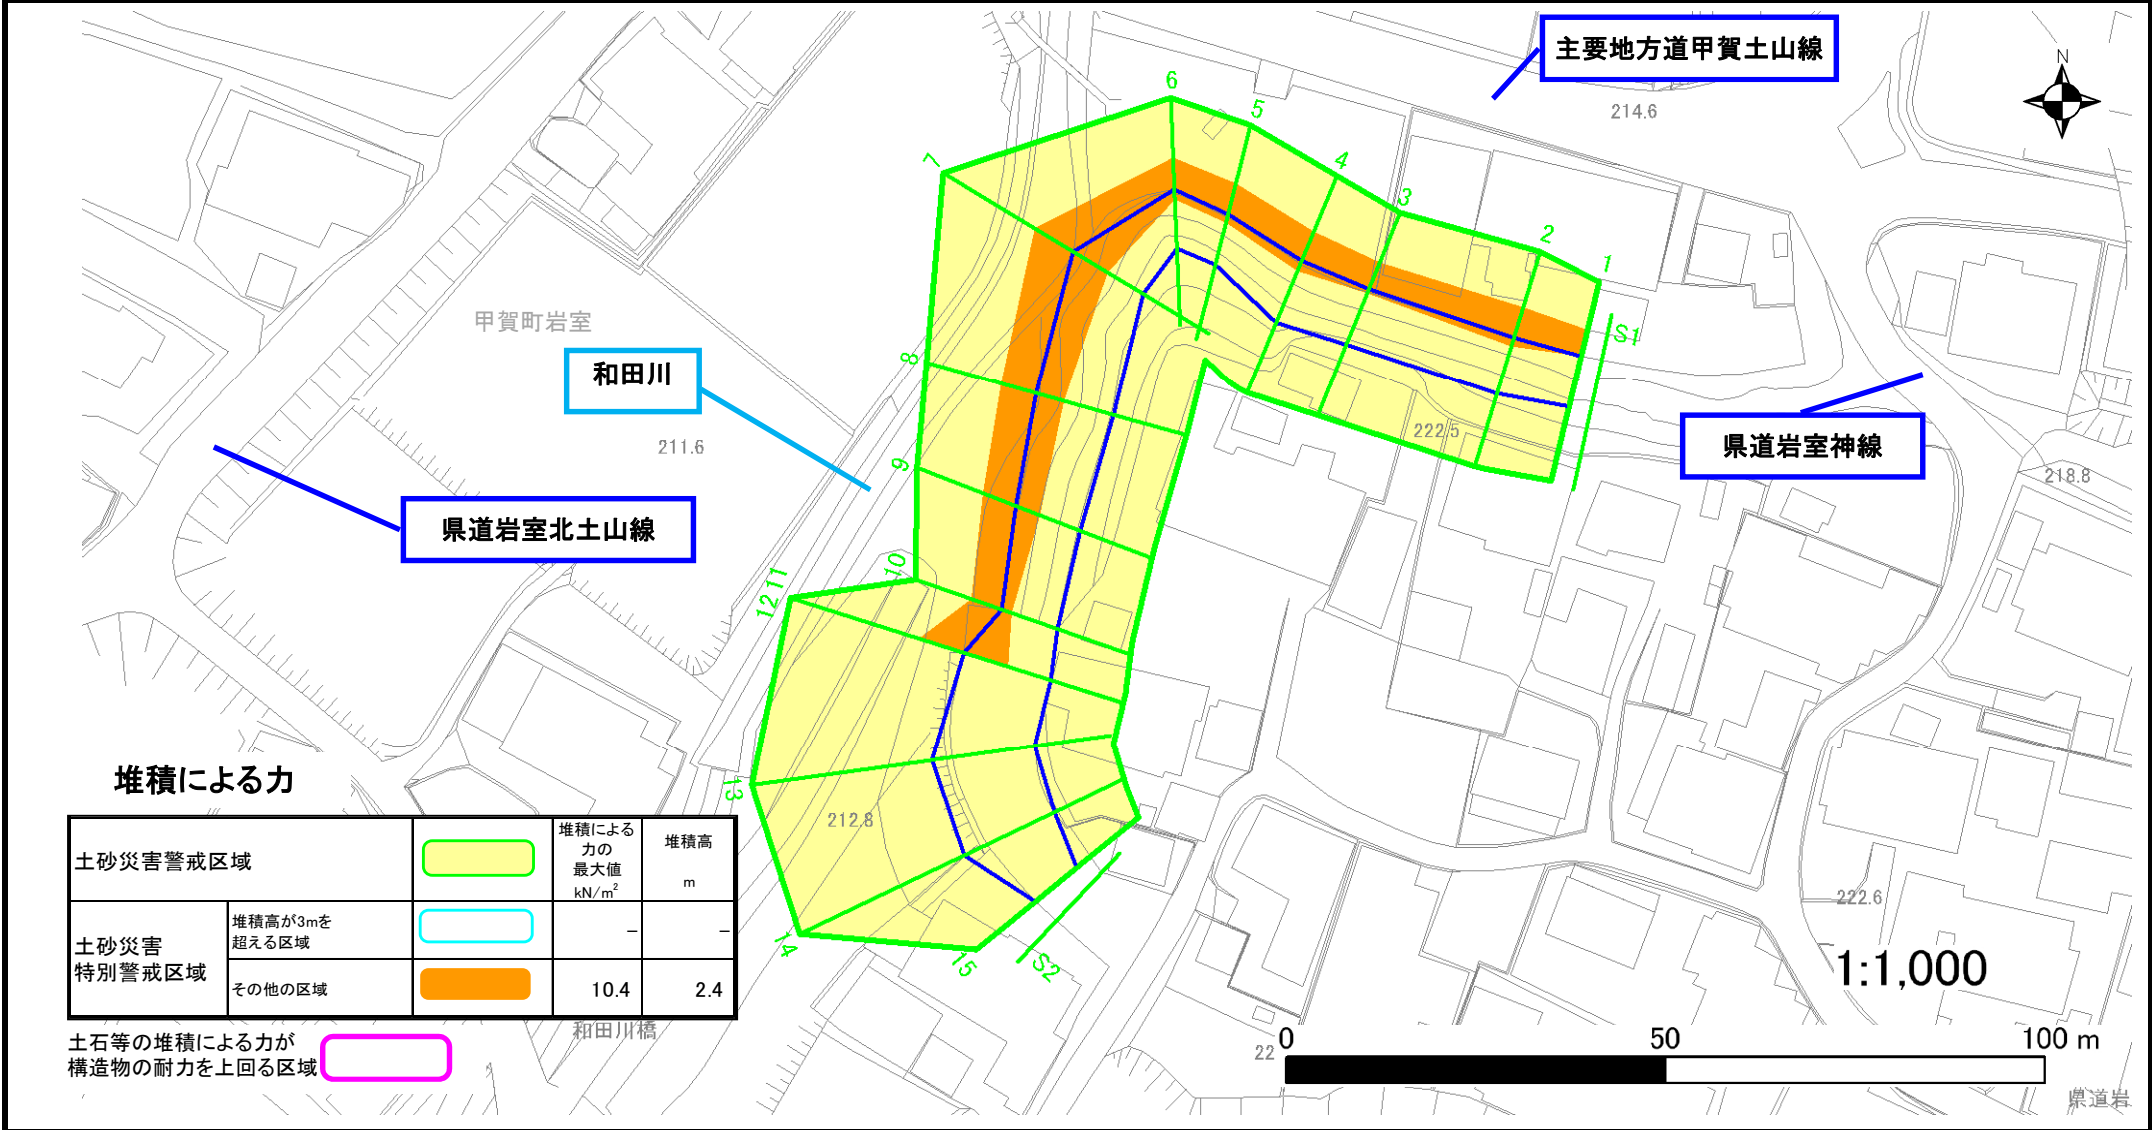 主要地方道甲賀土山線
N
214.6
6
5
4
3
2
1
7
S1
甲賀町岩室
和田川
8
211.6
222.5
県道岩室神線
9
218.8
県道岩室北土山線
10
12 11
13
212.8
222.6
14
15
S2
堆積による力
土砂災害警戒区域
堆積による
力の
最大値
kN/m²
堆積高
m
土砂災害
特別警戒区域
堆積高が3mを
超える区域
－
－
その他の区域
10.4
2.4
和田川橋
土石等の堆積による力が
構造物の耐力を上回る区域
1:1,000
0
50
100 m
22
県道岩